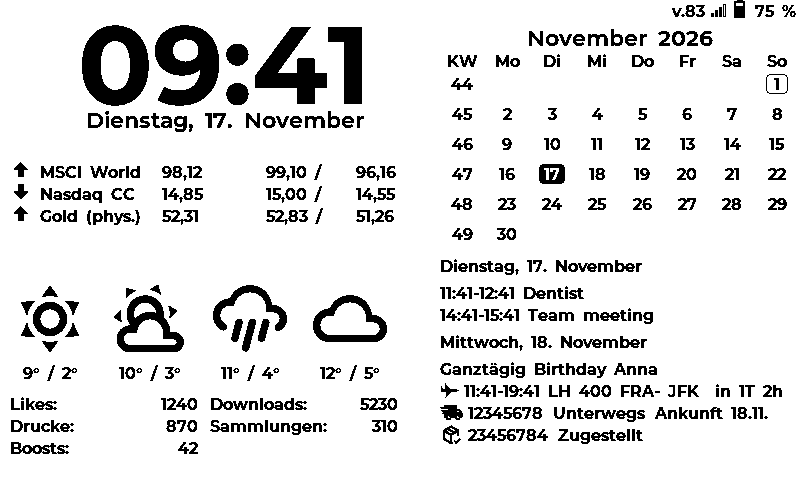 v.83 75 %
09:41
Dienstag, 17. November
MSCI World 98,12 99,10 / 96,16
Nasdaq CC 14,85 15,00 / 14,55
Gold (phys.) 52,31 52,83 / 51,26
9° / 2° 10° / 3° 11° / 4° 12° / 5°
Likes: 1240 Downloads: 5230
Drucke: 870 Sammlungen: 310
Boosts: 42
November 2026
KW Mo Di Mi Do Fr Sa So
44 1
45 2 3 4 5 6 7 8
46 9 10 11 12 13 14 15
47 16 17 18 19 20 21 22
48 23 24 25 26 27 28 29
49 30
Dienstag, 17. November
11:41-12:41 Dentist
14:41-15:41 Team meeting
Mittwoch, 18. November
Ganztägig Birthday Anna
11:41-19:41 LH 400 FRA- JFK in 1T 2h
12345678 Unterwegs Ankunft 18.11.
23456784 Zugestellt